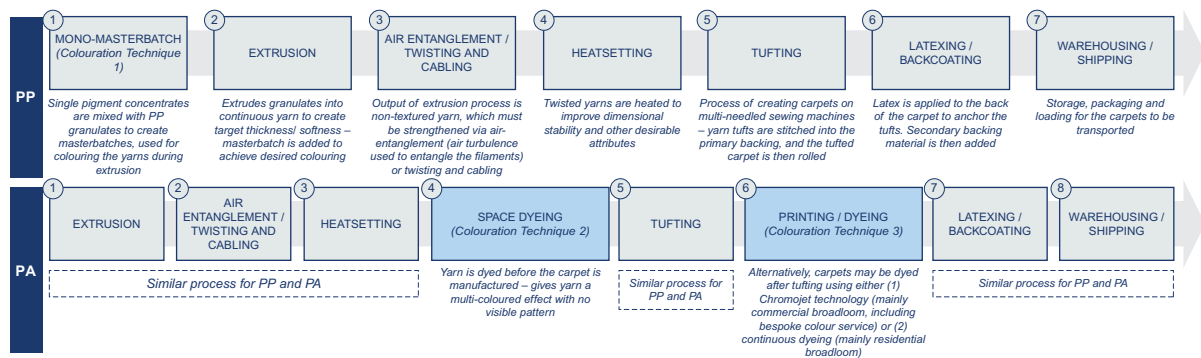 PP
1
MONO-MASTERBATCH
(Colouration Technique
1)
Single pigment concentrates
are mixed with PP
granulates to create
masterbatches, used for
colouring the yarns during
extrusion
2
EXTRUSION
Extrudes granulates into
continuous yarn to create
target thickness/ softness –
masterbatch is added to
achieve desired colouring
3
AIR ENTANGLEMENT /
TWISTING AND
CABLING
Output of extrusion process is
non-textured yarn, which must
be strengthened via air-
entanglement (air turbulence
used to entangle the filaments)
or twisting and cabling
4
HEATSETTING
Twisted yarns are heated to
improve dimensional
stability and other desirable
attributes
5
TUFTING
Process of creating carpets on
multi-needled sewing machines
– yarn tufts are stitched into the
primary backing, and the tufted
carpet is then rolled
6
LATEXING /
BACKCOATING
Latex is applied to the back
of the carpet to anchor the
tufts. Secondary backing
material is then added
7
WAREHOUSING /
SHIPPING
Storage, packaging and
loading for the carpets to be
transported
PA
1
EXTRUSION
2
AIR
ENTANGLEMENT /
TWISTING AND
CABLING
3
HEATSETTING
Similar process for PP and PA
4
SPACE DYEING
(Colouration Technique 2)
Yarn is dyed before the carpet is
manufactured – gives yarn a
multi-coloured effect with no
visible pattern
5
TUFTING
Similar process for
PP and PA
6
PRINTING / DYEING
(Colouration Technique 3)
Alternatively, carpets may be dyed
after tufting using either (1)
Chromojet technology (mainly
commercial broadloom, including
bespoke colour service) or (2)
continuous dyeing (mainly residential
broadloom)
7
LATEXING /
BACKCOATING
8
WAREHOUSING /
SHIPPING
Similar process for PP and PA